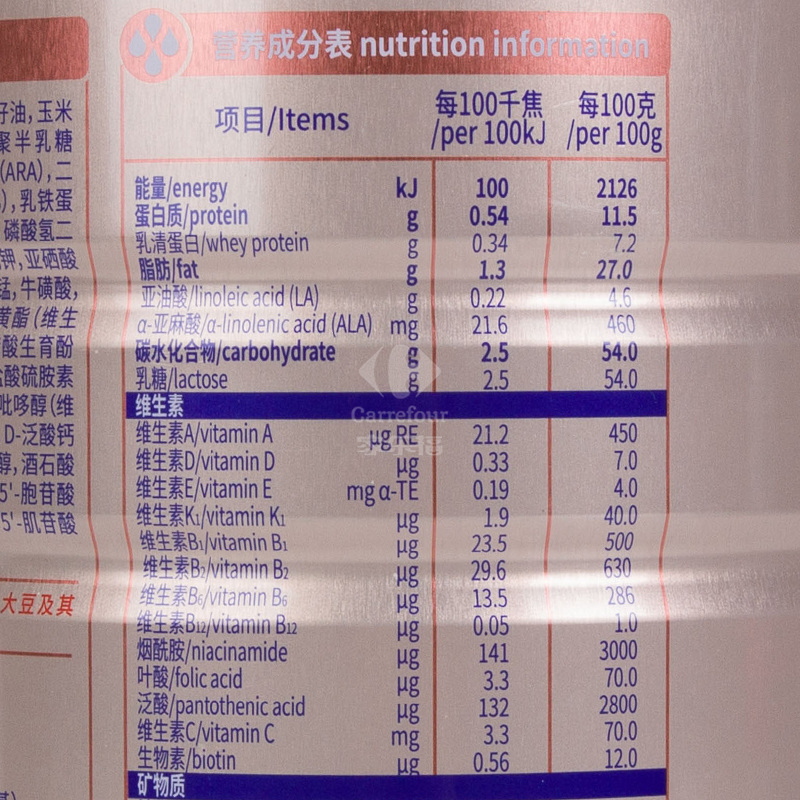 营养成分表 nutrition information
项目/Items 每100千焦/per 100kJ 每100克/per 100g
能量/energy kJ 100 2126
蛋白质/protein g 0.54 11.5
乳清蛋白/whey protein g 0.34 7.2
脂肪/fat g 1.3 27.0
亚油酸/linoleic acid (LA) g 0.22 4.6
α-亚麻酸/α-linolenic acid (ALA) mg 21.6 460
碳水化合物/carbohydrate g 2.5 54.0
乳糖/lactose g 2.5 54.0
维生素
维生素A/vitamin A μg RE 21.2 450
维生素D/vitamin D μg 0.33 7.0
维生素E/vitamin E mg α-TE 0.19 4.0
维生素K₁/vitamin K₁ μg 1.9 40.0
维生素B₁/vitamin B₁ μg 23.5 500
维生素B₂/vitamin B₂ μg 29.6 630
维生素B₆/vitamin B₆ μg 13.5 286
维生素B₁₂/vitamin B₁₂ μg 0.05 1.0
烟酰胺/niacinamide μg 141 3000
叶酸/folic acid μg 3.3 70.0
泛酸/pantothenic acid μg 132 2800
维生素C/vitamin C mg 3.3 70.0
生物素/biotin μg 0.56 12.0
矿物质
油,玉米
聚半乳糖
(ARA),二
),乳铁蛋
磷酸氢二
钾,亚硒酸
锰,牛磺酸,
黄酯(维生
酸生育酚
酸硫胺素
吡哆醇(维
D-泛酸钙
醇,酒石酸
5'-胞苷酸
5'-肌苷酸
大豆及其
Carrefour
家乐福